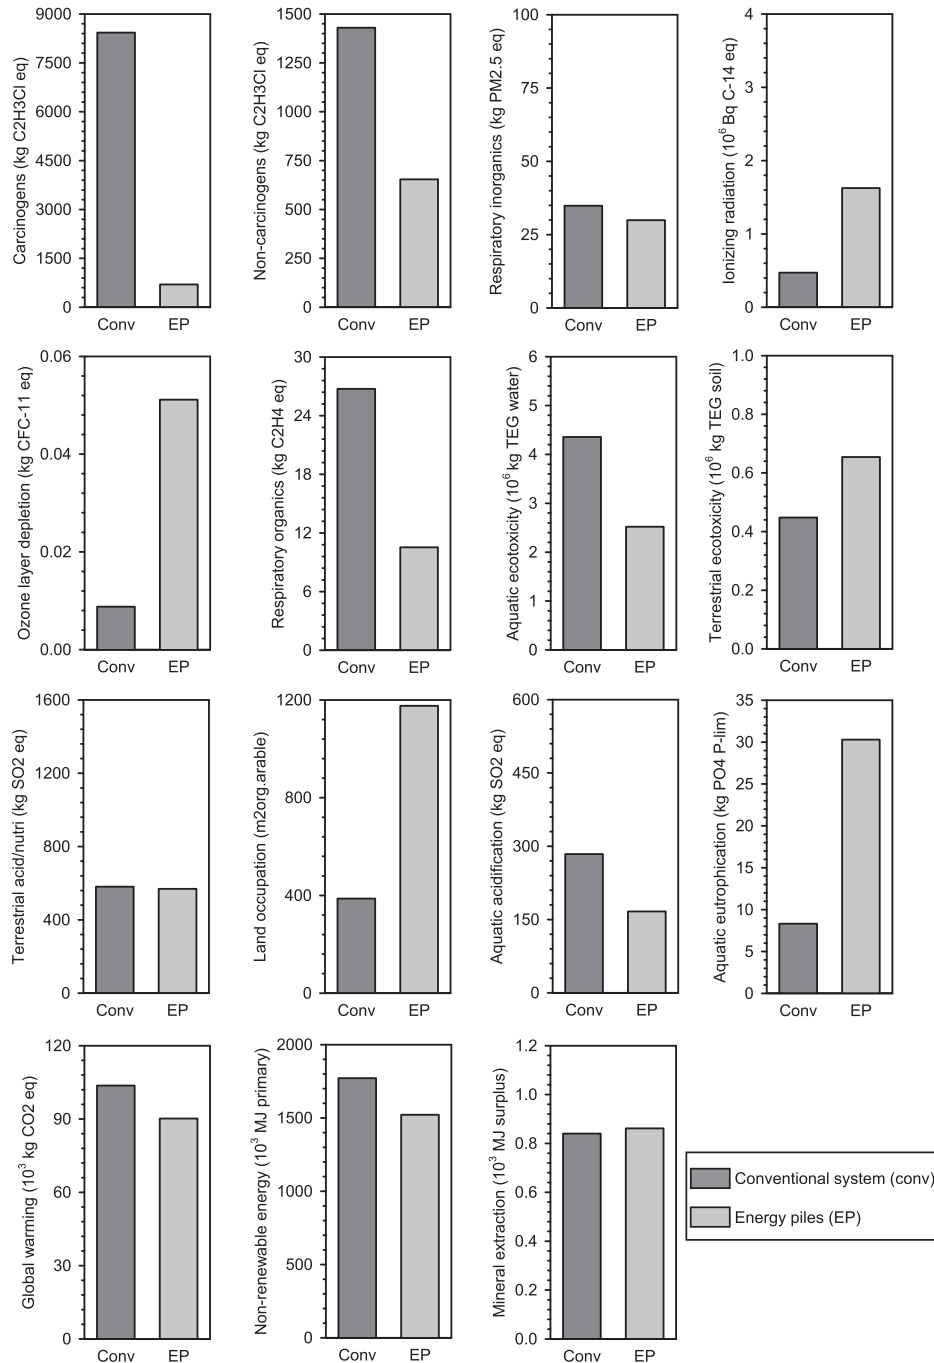 Carcinogens (kg C2H3Cl eq)
9000
7500
6000
4500
3000
1500
0
Conv EP
Non-carcinogens (kg C2H3Cl eq)
1500
1250
1000
750
500
250
0
Conv EP
Respiratory inorganics (kg PM2.5 eq)
100
75
50
25
0
Conv EP
Ionizing radiation (10⁶ Bq C-14 eq)
4
3
2
1
0
Conv EP
Ozone layer depletion (kg CFC-11 eq)
0.06
0.04
0.02
0.00
Conv EP
Respiratory organics (kg C2H4 eq)
30
24
18
12
6
0
Conv EP
Aquatic ecotoxicity (10⁶ kg TEG water)
6
5
4
3
2
1
0
Conv EP
Terrestrial ecotoxicity (10⁶ kg TEG soil)
1.0
0.8
0.6
0.4
0.2
0.0
Conv EP
Terrestrial acid/nutri (kg SO2 eq)
1600
1200
800
400
0
Conv EP
Land occupation (m2org.arable)
1200
800
400
0
Conv EP
Aquatic acidification (kg SO2 eq)
600
450
300
150
0
Conv EP
Aquatic eutrophication (kg PO4 P-lim)
35
30
25
20
15
10
5
0
Conv EP
Global warming (10³ kg CO2 eq)
120
90
60
30
0
Conv EP
Non-renewable energy (10³ MJ primary)
2000
1500
1000
500
0
Conv EP
Mineral extraction (10³ MJ surplus)
1.2
1.0
0.8
0.6
0.4
0.2
0.0
Conv EP
Conventional system (conv)
Energy piles (EP)